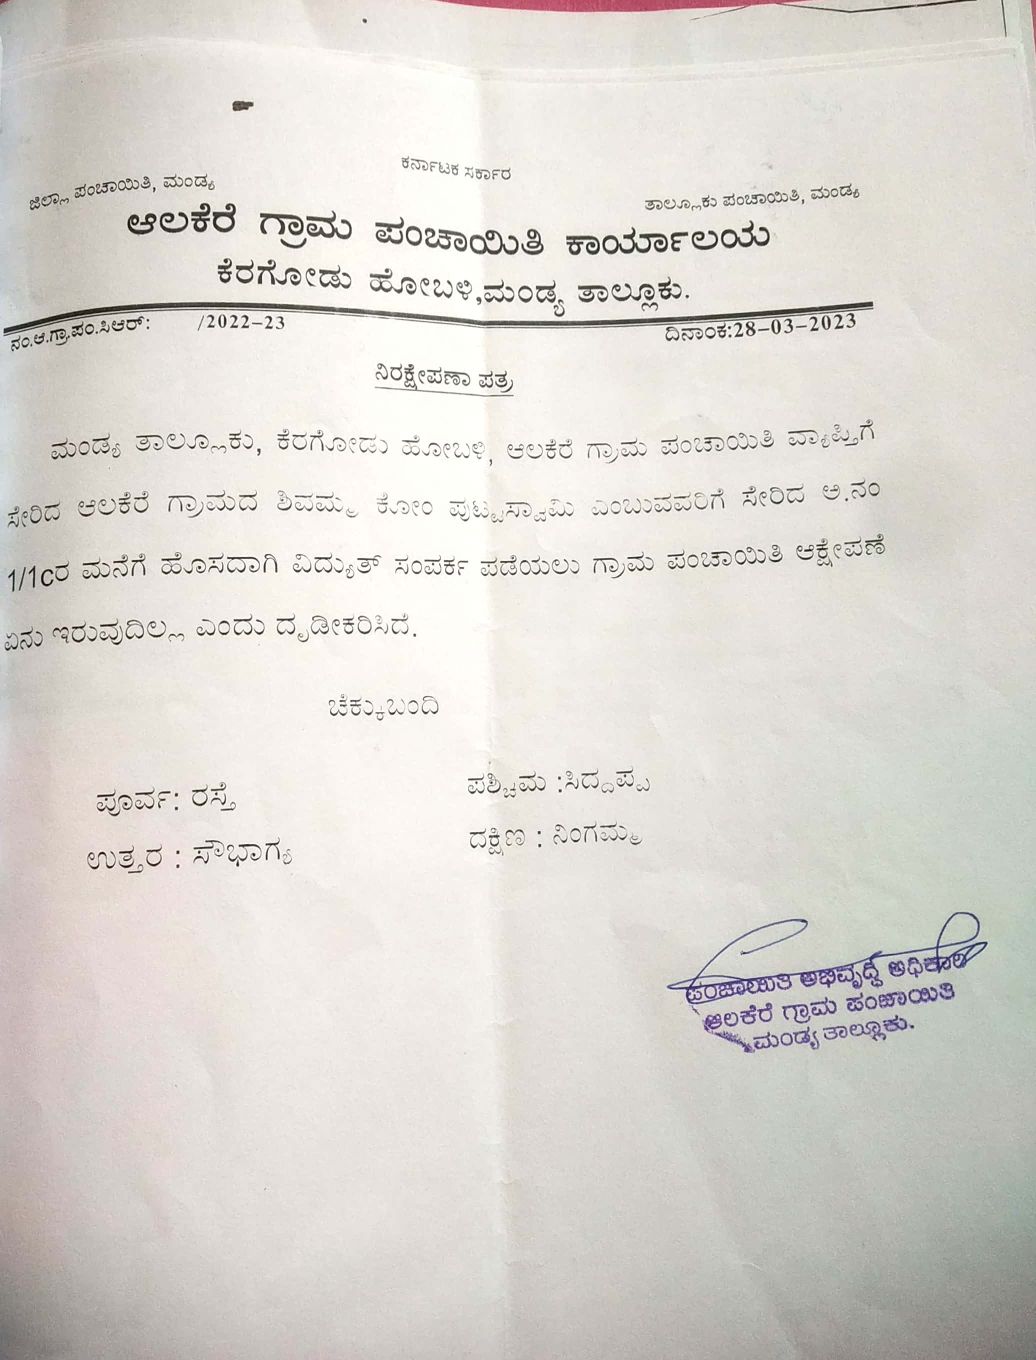 ಕರ್ನಾಟಕ ಸರ್ಕಾರ
ಜಿಲ್ಲಾ ಪಂಚಾಯಿತಿ, ಮಂಡ್ಯ
ತಾಲ್ಲೂಕು ಪಂಚಾಯಿತಿ, ಮಂಡ್ಯ
ಆಲಕೆರೆ ಗ್ರಾಮ ಪಂಚಾಯಿತಿ ಕಾರ್ಯಾಲಯ
ಕೆರಗೋಡು ಹೋಬಳಿ,ಮಂಡ್ಯ ತಾಲ್ಲೂಕು.
ನಂ.ಆ.ಗ್ರಾ.ಪಂ.ಸಿಆರ್: /2022-23
ದಿನಾಂಕ:28-03-2023
ನಿರಕ್ಷೇಪಣಾ ಪತ್ರ
ಮಂಡ್ಯ ತಾಲ್ಲೂಕು, ಕೆರಗೋಡು ಹೋಬಳಿ, ಆಲಕೆರೆ ಗ್ರಾಮ ಪಂಚಾಯಿತಿ ವ್ಯಾಪ್ತಿಗೆ
ಸೇರಿದ ಆಲಕೆರೆ ಗ್ರಾಮದ ಶಿವಮ್ಮ ಕೋಂ ಪುಟ್ಟಸ್ವಾಮಿ ಎಂಬುವವರಿಗೆ ಸೇರಿದ ಅ.ನಂ
1/1cರ ಮನೆಗೆ ಹೊಸದಾಗಿ ವಿದ್ಯುತ್ ಸಂಪರ್ಕ ಪಡೆಯಲು ಗ್ರಾಮ ಪಂಚಾಯಿತಿ ಆಕ್ಷೇಪಣೆ
ಏನು ಇರುವುದಿಲ್ಲ ಎಂದು ದೃಡೀಕರಿಸಿದೆ.
ಚೆಕ್ಕುಬಂದಿ
ಪೂರ್ವ: ರಸ್ತೆ
ಪಶ್ಚಿಮ :ಸಿದ್ದಪ್ಪ
ಉತ್ತರ : ಸೌಭಾಗ್ಯ
ದಕ್ಷಿಣ : ನಿಂಗಮ್ಮ
ಪಂಚಾಯಿತಿ ಅಭಿವೃದ್ಧಿ ಅಧಿಕಾರಿ
ಆಲಕೆರೆ ಗ್ರಾಮ ಪಂಚಾಯಿತಿ
ಮಂಡ್ಯ ತಾಲ್ಲೂಕು.